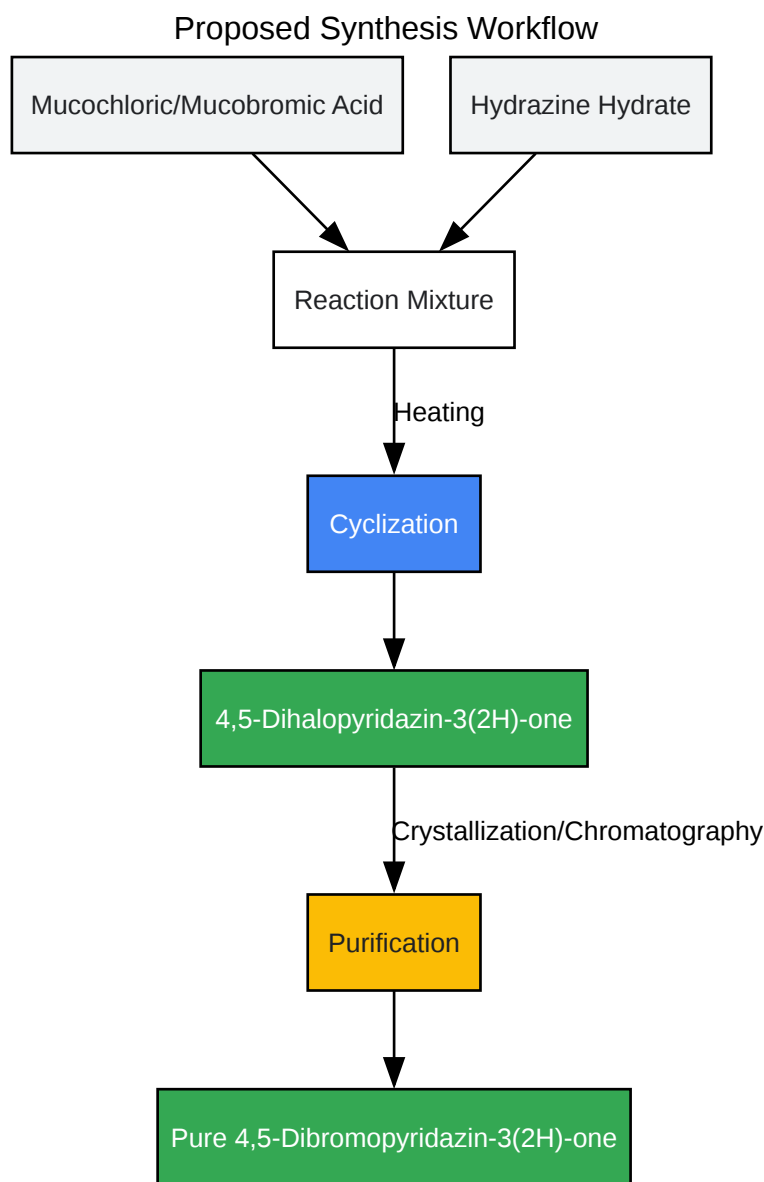 Proposed Synthesis Workflow
Mucochloric/Mucobromic Acid
Hydrazine Hydrate
Reaction Mixture
Heating
Cyclization
4,5-Dihalopyridazin-3(2H)-one
Crystallization/Chromatography
Purification
Pure 4,5-Dibromopyridazin-3(2H)-one